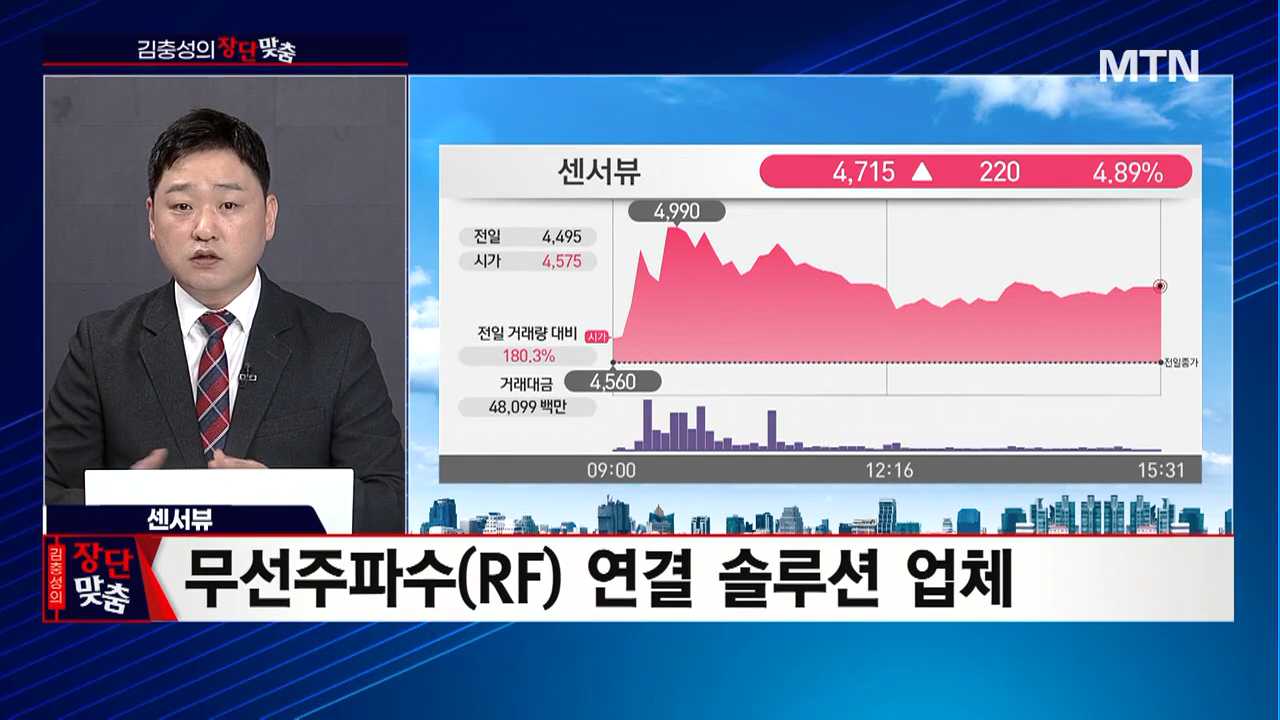 김충성의 장단맞춤
MTN
센서뷰 4,715 ▲ 220 4.89%
4,990
전일 4,495
시가 4,575
전일 거래량 대비
180.3%
시가
전일종가
거래대금
4,560
48,099 백만
09:00 12:16 15:31
센서뷰
김충성의
장단
맞춤
무선주파수(RF) 연결 솔루션 업체